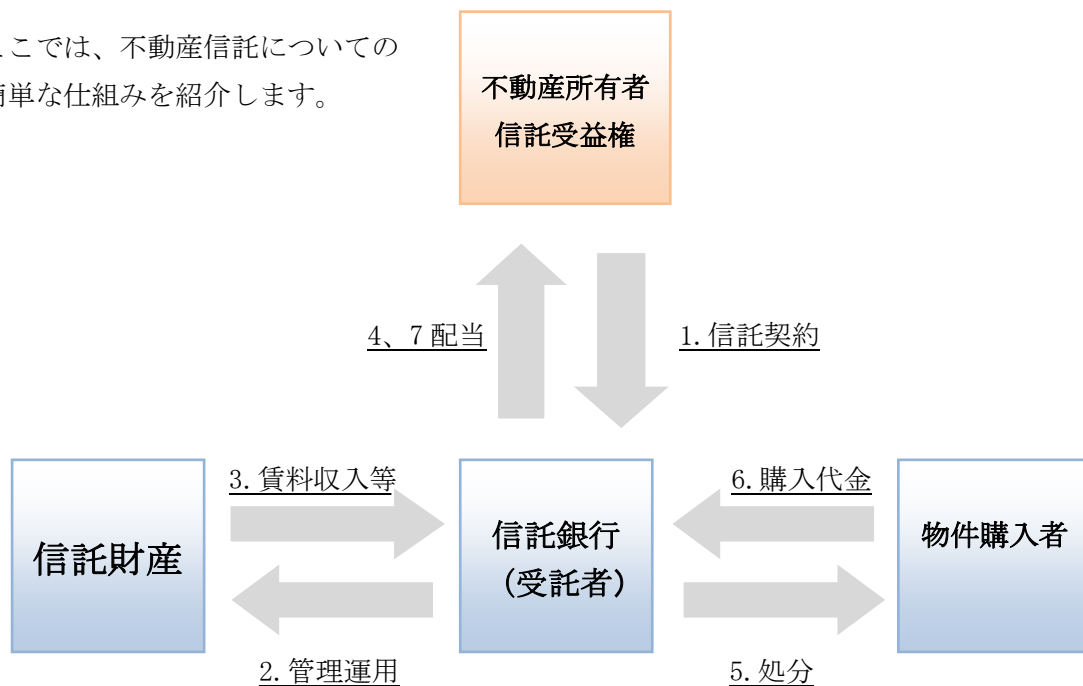 こでは、不動産信託についての
単な仕組みを紹介します。
不動産所有者
信託受益権
4、7配当
1.信託契約
3.賃料収入等
6.購入代金
信託財産
信託銀行
（受託者）
物件購入者
2.管理運用
5.処分